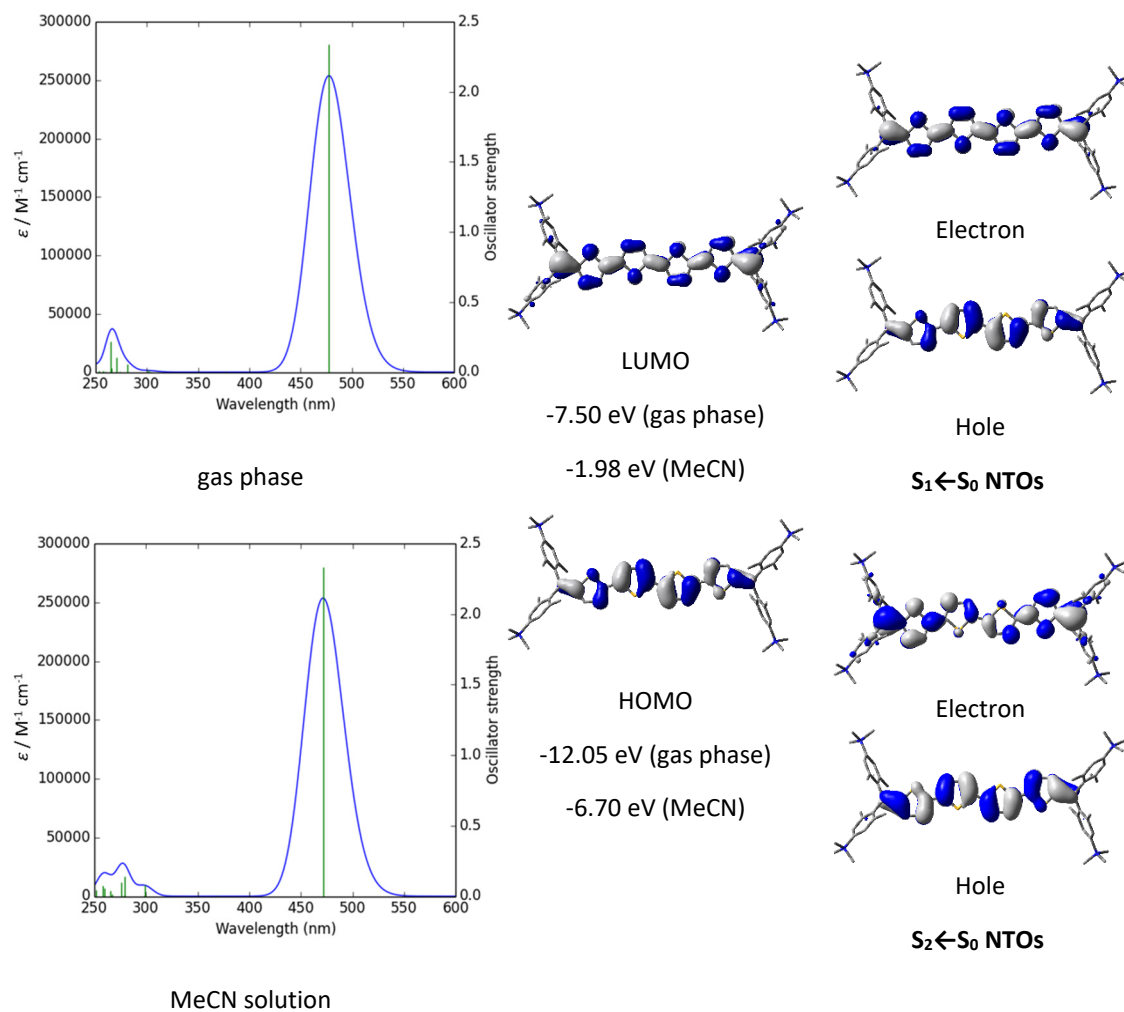 300000
250000
200000
150000
100000
50000
0
ε / M⁻¹ cm⁻¹
2.5
2.0
1.5
1.0
0.5
0.0
Oscillator strength
250 300 350 400 450 500 550 600
Wavelength (nm)
gas phase
300000
250000
200000
150000
100000
50000
0
ε / M⁻¹ cm⁻¹
2.5
2.0
1.5
1.0
0.5
0.0
Oscillator strength
250 300 350 400 450 500 550 600
Wavelength (nm)
MeCN solution
LUMO
-7.50 eV (gas phase)
-1.98 eV (MeCN)
HOMO
-12.05 eV (gas phase)
-6.70 eV (MeCN)
Electron
Hole
S₁←S₀ NTOs
Electron
Hole
S₂←S₀ NTOs